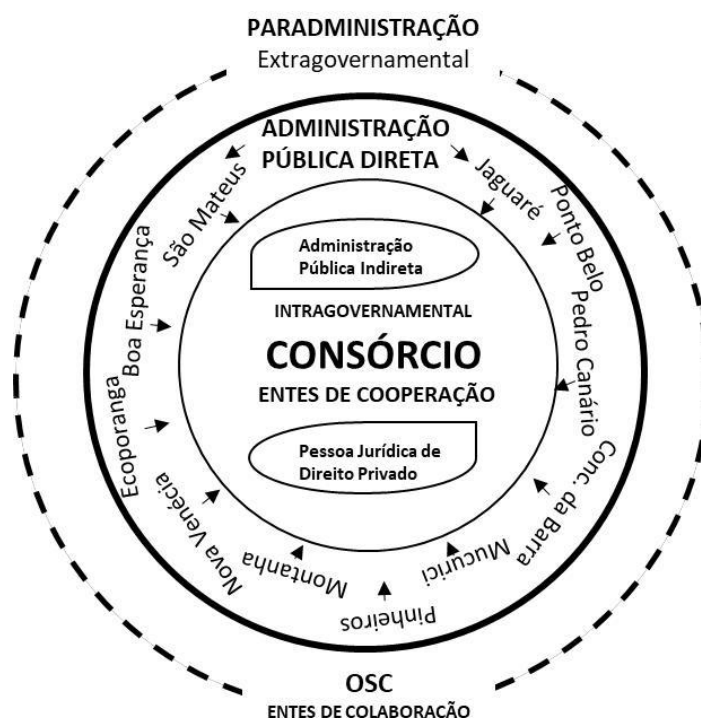 PARADMINISTRAÇÃO
Extragovernamental
ADMINISTRAÇÃO
PÚBLICA DIRETA
São Mateus
Jaguaré
Ponto Belo
Boa Esperança
Pedro Canário
Ecoporanga
Conc. da Barra
Nova Venécia
Montanha
Mucurici
Pinheiros
Administração
Pública Indireta
INTRAGOVERNAMENTAL
CONSÓRCIO
ENTES DE COOPERAÇÃO
Pessoa Jurídica de
Direito Privado
OSC
ENTES DE COLABORAÇÃO